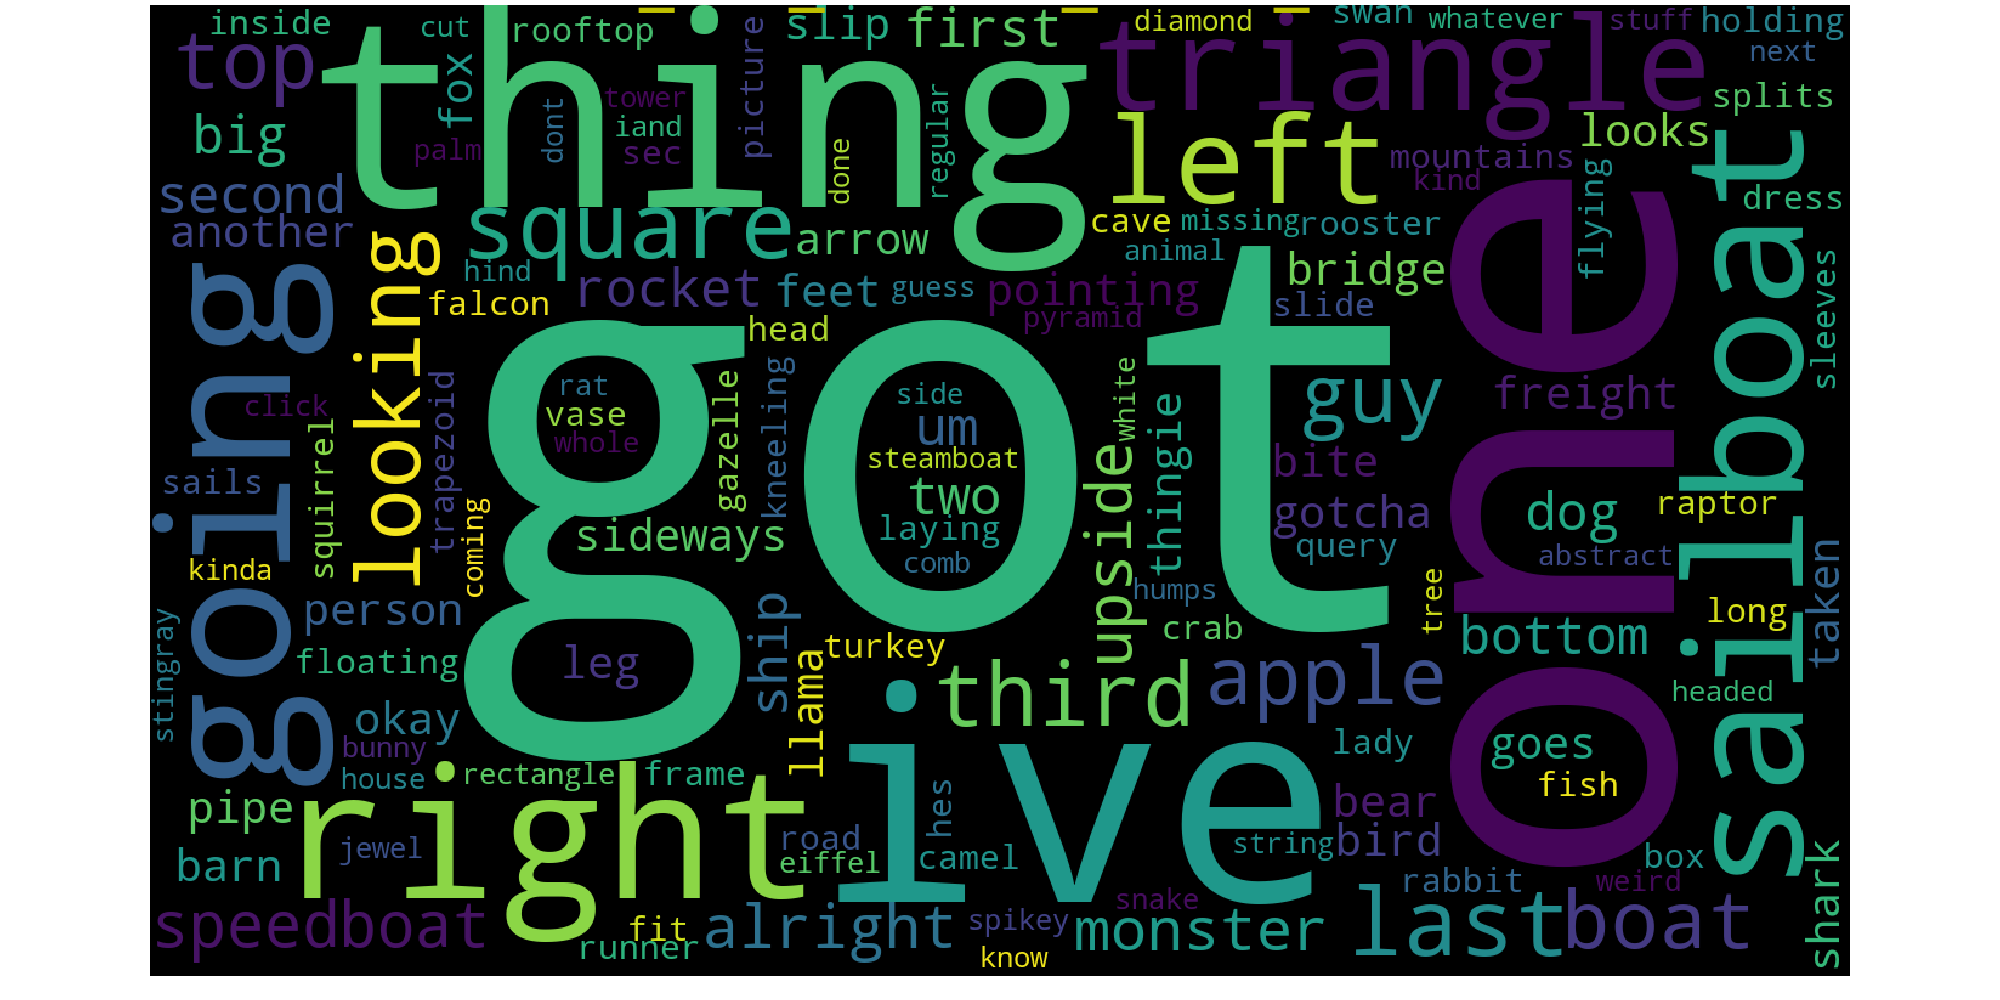 inside
cut
rooftop
slip
first
diamond
swan
whatever
stuff
holding
top
thing
triangle
next
fox
picture
big
tower
dont
iand
sec
palm
done
regular
left
looks
splits
mountains
kind
second
another
square
arrow
cave
missing
rooster
animal
flying
dress
sailboat
one
going
looking
hind
falcon
rocket
feet
guess
pointing
pyramid
bridge
slide
sleeves
head
got
click
squirrel
trapezoid
rat
vase
whole
gazelle
kneeling
side
um
steamboat
two
laying
comb
white
upside
thingie
guy
freight
bite
gotcha
query
dog
raptor
abstract
sails
kinda
coming
sideways
humps
crab
tree
long
taken
bottom
person
stingray
floating
leg
ship
llama
turkey
third
apple
headed
okay
bunny
house
rectangle
frame
ive
lady
goes
fish
pipe
right
bear
barn
jewel
road
eiffel
hes
camel
string
bird
box
rabbit
weird
shark
speedboat
fit
runner
alright
spikey
know
snake
monster
last
boat